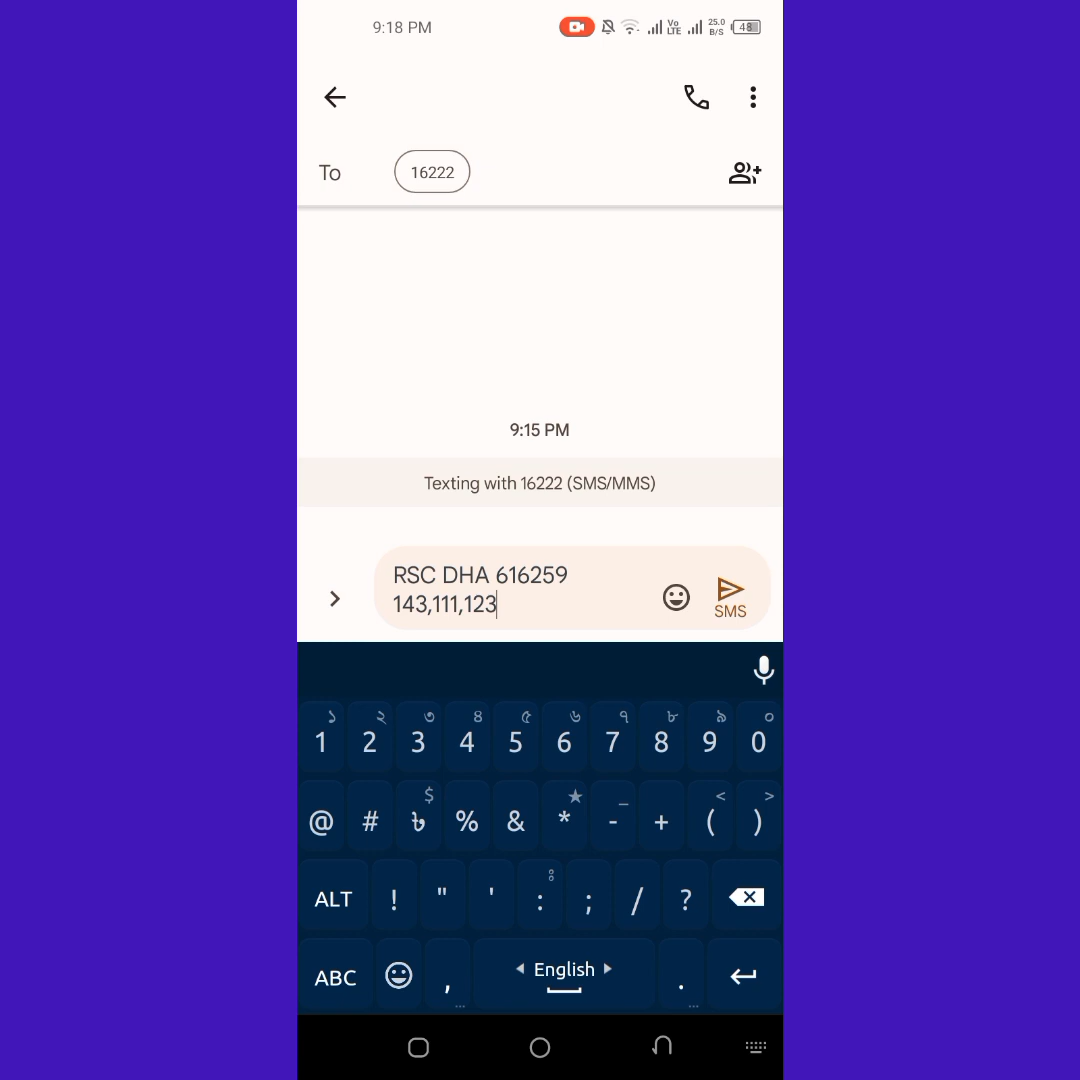 9:18 PM
Vo
LTE
25.0
B/S
48
To
16222
9:15 PM
Texting with 16222 (SMS/MMS)
RSC DHA 616259
143,111,123
SMS
১ ২ ৩ ৪ ৫ ৬ ৭ ৮ ৯ ০
1 2 3 4 5 6 7 8 9 0
$ ★ _ < >
@ # ৳ % & * - + ( )
ঃ
ALT ! " ' : ; / ?
ABC , English .
... ...